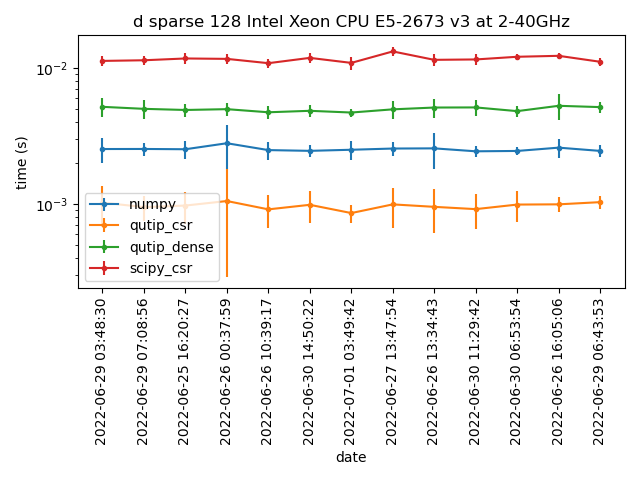 d sparse 128 Intel Xeon CPU E5-2673 v3 at 2-40GHz
time (s)
10⁻²
10⁻³
numpy
qutip_csr
qutip_dense
scipy_csr
2022-06-29 03:48:30
2022-06-29 07:08:56
2022-06-25 16:20:27
2022-06-26 00:37:59
2022-06-26 10:39:17
2022-06-30 14:50:22
2022-07-01 03:49:42
2022-06-27 13:47:54
2022-06-26 13:34:43
2022-06-30 11:29:42
2022-06-30 06:53:54
2022-06-26 16:05:06
2022-06-29 06:43:53
date